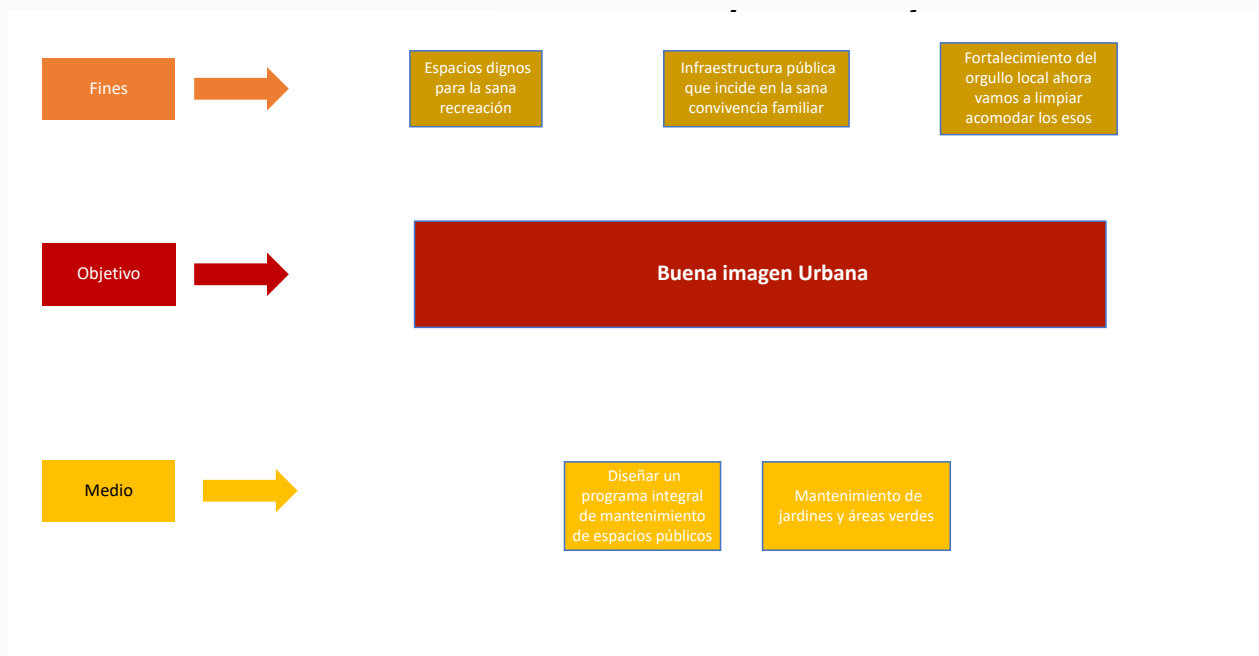 Fines
Espacios dignos
para la sana
recreación
Infraestructura pública
que incide en la sana
convivencia familiar
Fortalecimiento del
orgullo local ahora
vamos a limpiar
acomodar los esos
Objetivo
Buena imagen Urbana
Medio
Diseñar un
programa integral
de mantenimiento
de espacios públicos
Mantenimiento de
jardines y áreas verdes